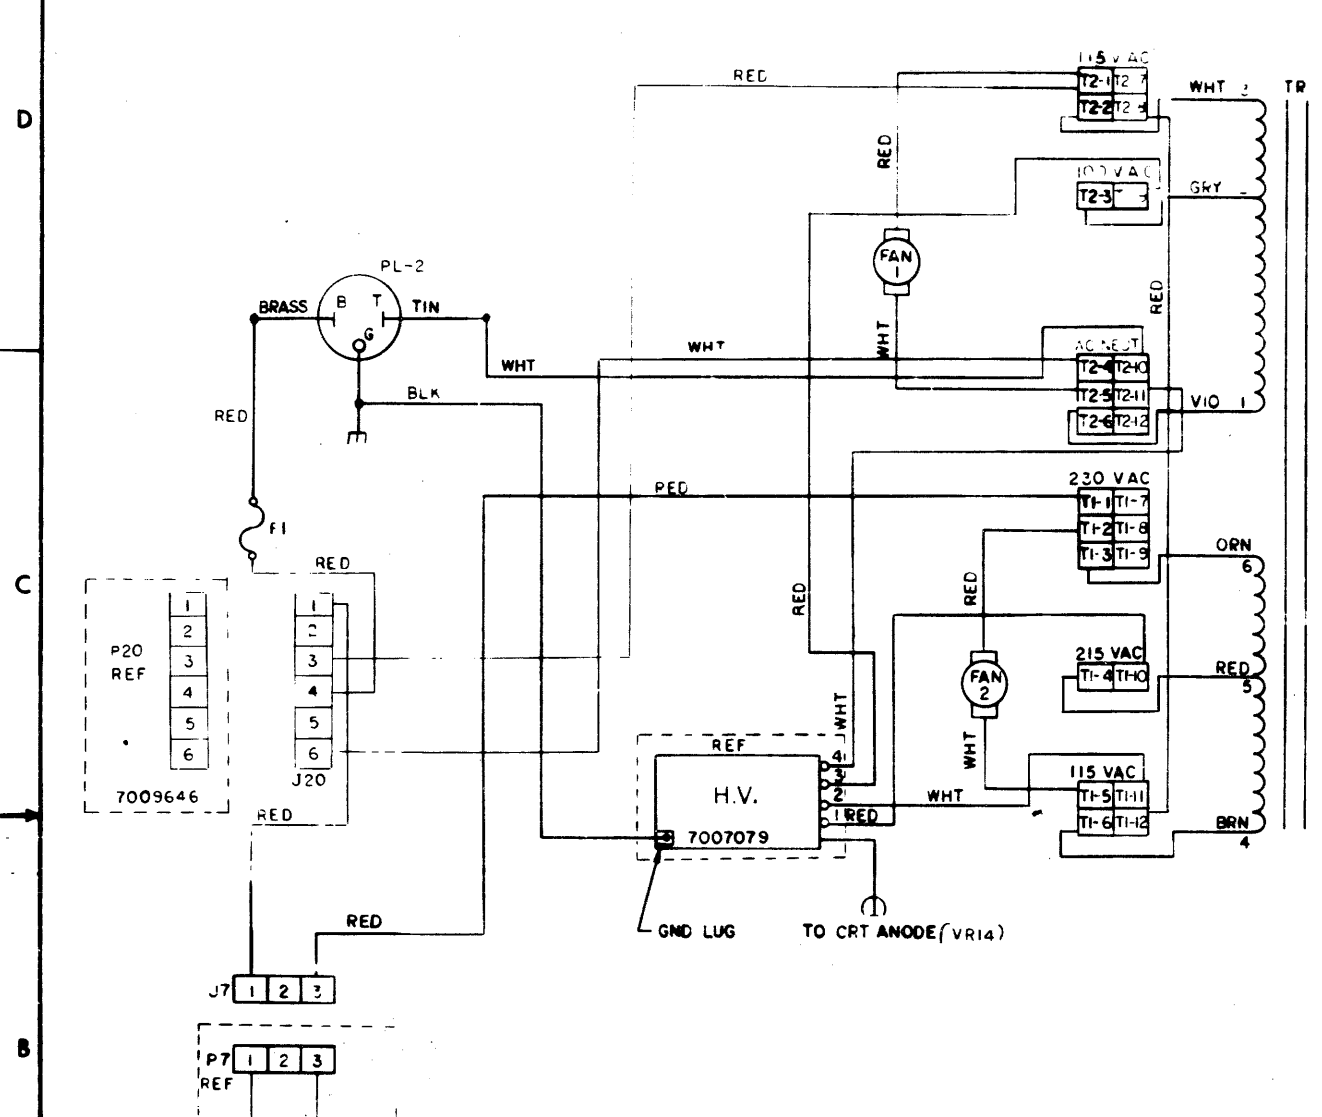 115 VAC
RED
T2-1 T2-7
WHT
TR
T2-2
D
RED
100 VAC
T2-3
GRY
FAN
1
PL-2
BRASS
B
T
TIN
G
RED
WHT
AC NEUT
WHT
WHT
T2-4 T2-10
BLK
T2-5 T2-11
VIO 1
RED
T2-6 T2-12
230 VAC
RED
T1-1 T1-7
F1
T1-2 T1-8
ORN
6
T1-3 T1-9
RED
C
RED
RED
1
2
3
4
5
6
P20
REF
7009646
1
2
3
4
5
6
J20
215 VAC
T1-4 T1-10
RED
5
FAN
2
WHT
WHT
REF
4
3
2
1
H.V.
7007079
RED
WHT
115 VAC
T1-5 T1-11
T1-6 T1-12
BRN
4
RED
RED
GND LUG
TO CRT ANODE (VR14)
J7 1 2 3
B
P7 1 2 3
REF